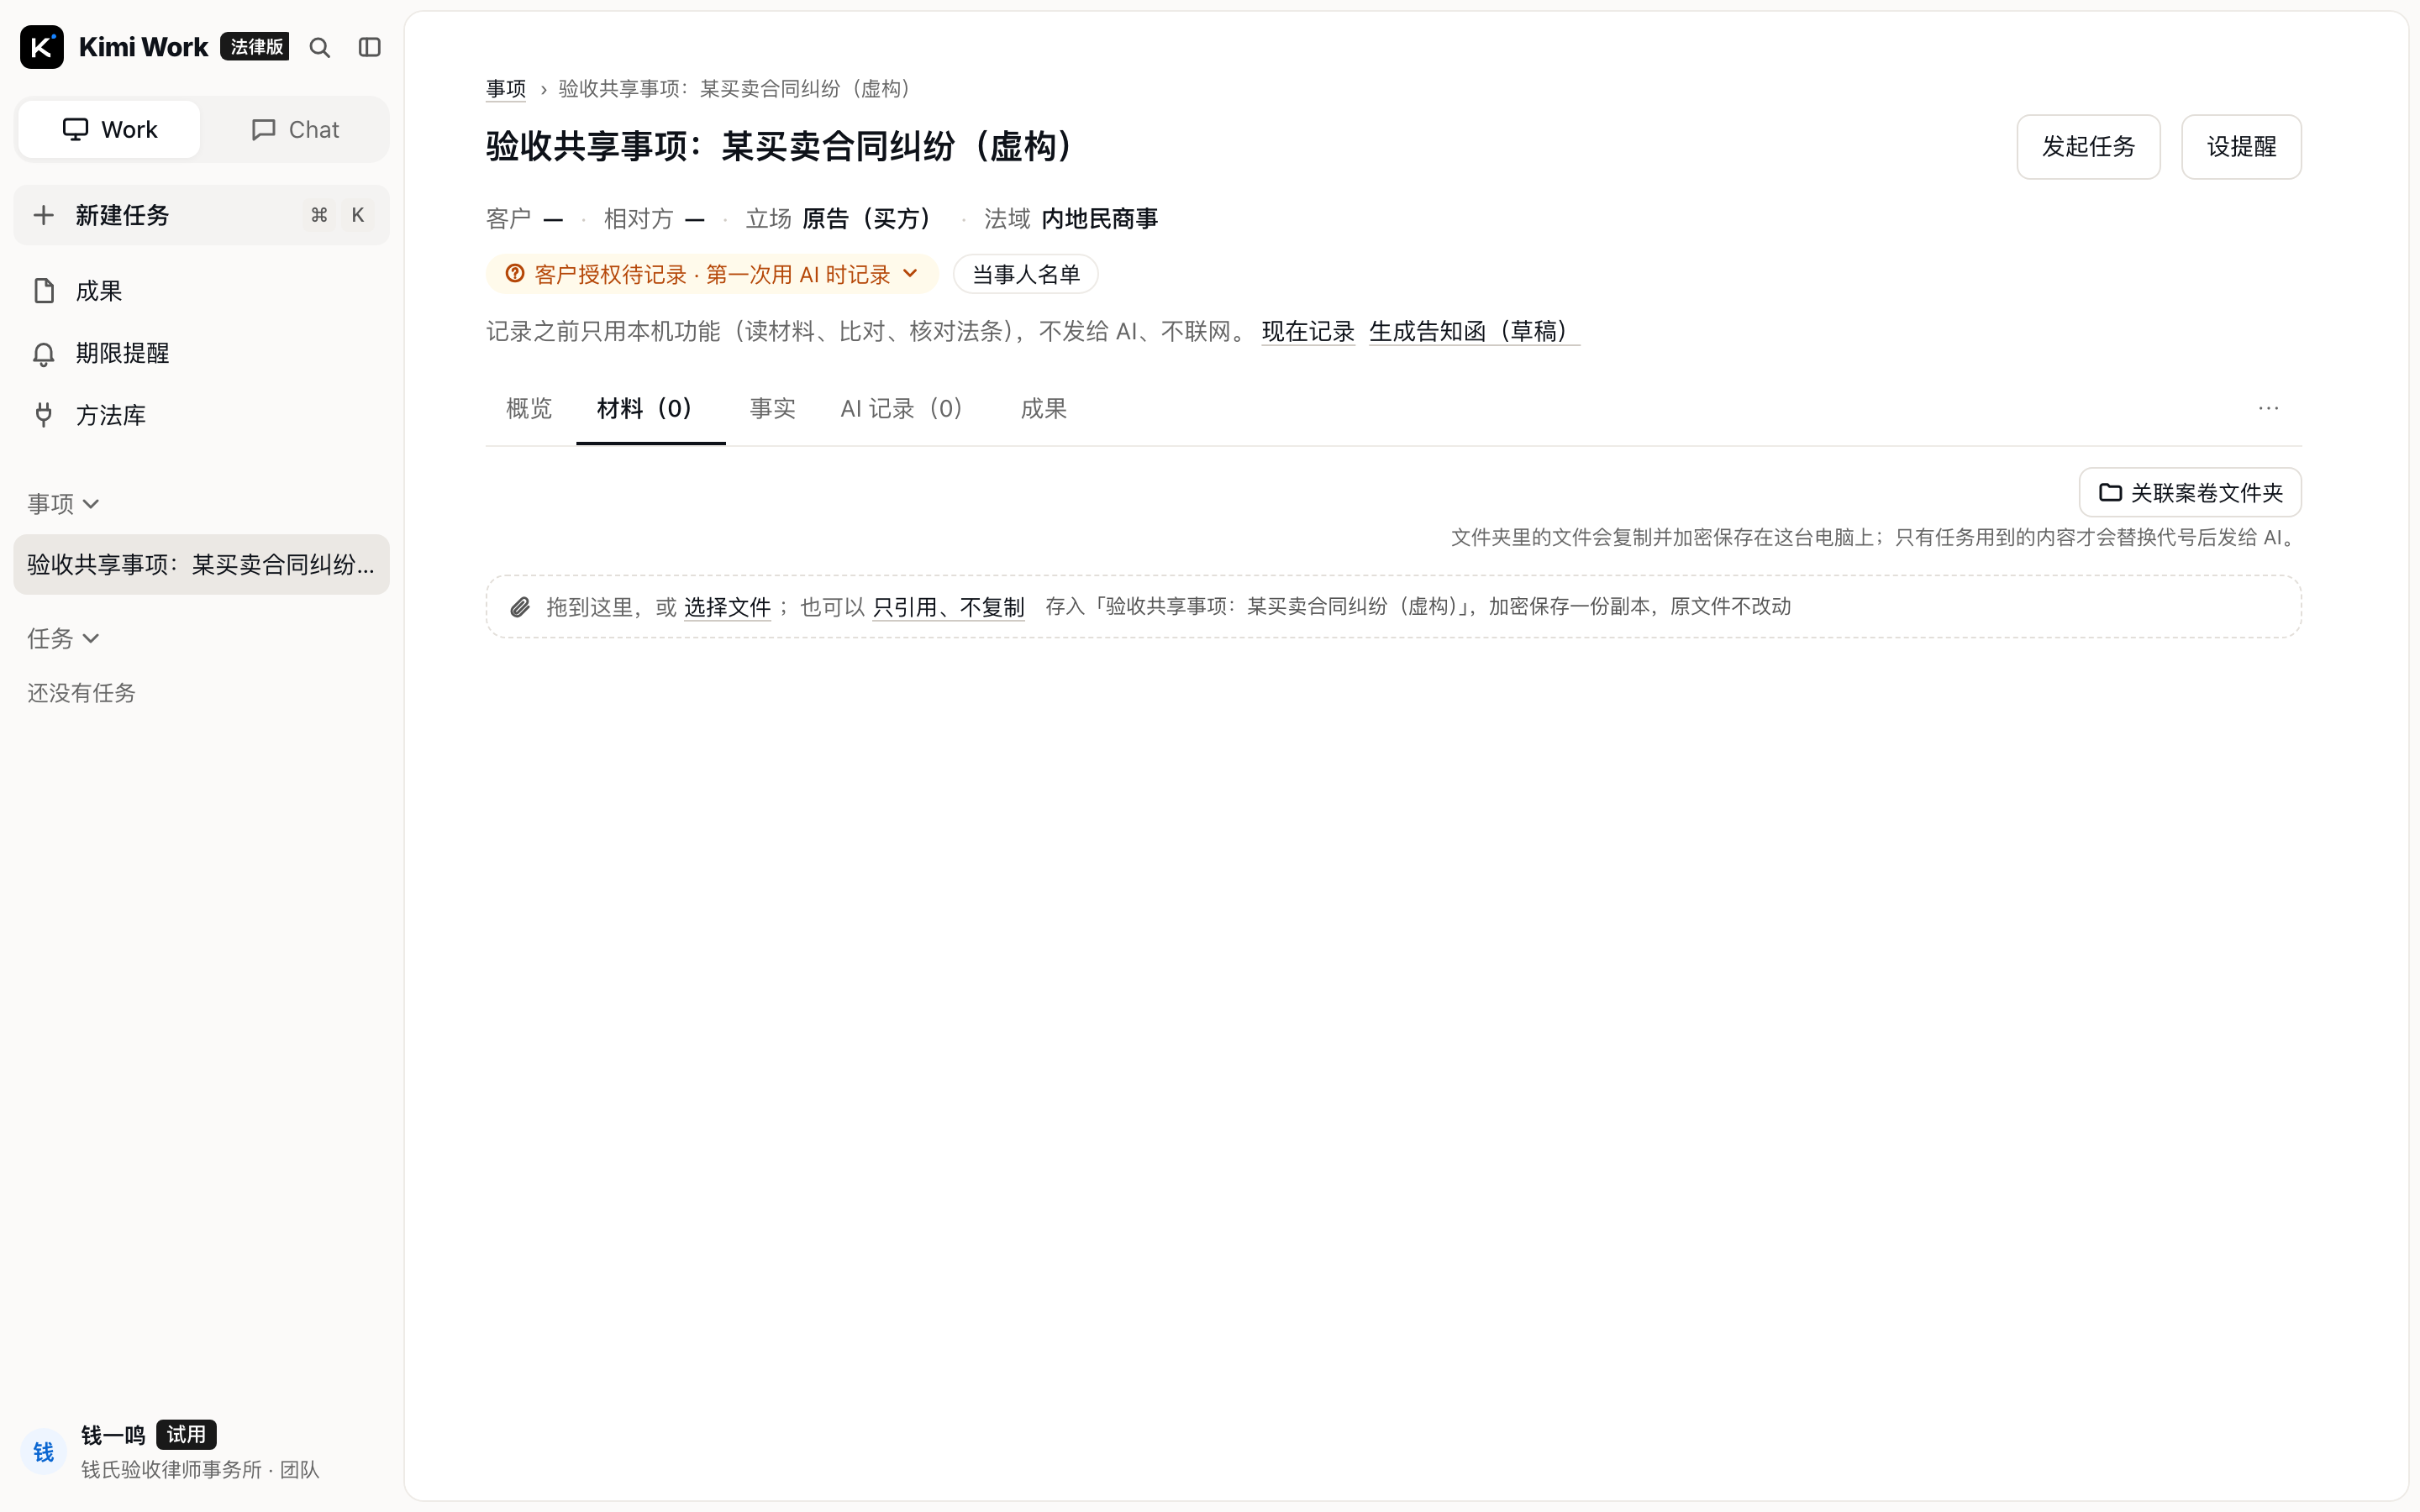 Kimi Work 法律版
Work
Chat
新建任务 ⌘ K
成果
期限提醒
方法库
事项
验收共享事项：某买卖合同纠纷...
任务
还没有任务
钱 钱一鸣 试用
钱氏验收律师事务所 · 团队
事项 › 验收共享事项：某买卖合同纠纷（虚构）
验收共享事项：某买卖合同纠纷（虚构）
发起任务
设提醒
客户 — · 相对方 — · 立场 原告（买方） · 法域 内地民商事
客户授权待记录 · 第一次用 AI 时记录
当事人名单
记录之前只用本机功能（读材料、比对、核对法条），不发给 AI、不联网。 现在记录 生成告知函（草稿）
概览 材料（0） 事实 AI 记录（0） 成果 ···
关联案卷文件夹
文件夹里的文件会复制并加密保存在这台电脑上；只有任务用到的内容才会替换代号后发给 AI。
拖到这里，或 选择文件 ；也可以 只引用、不复制 存入「验收共享事项：某买卖合同纠纷（虚构）」，加密保存一份副本，原文件不改动